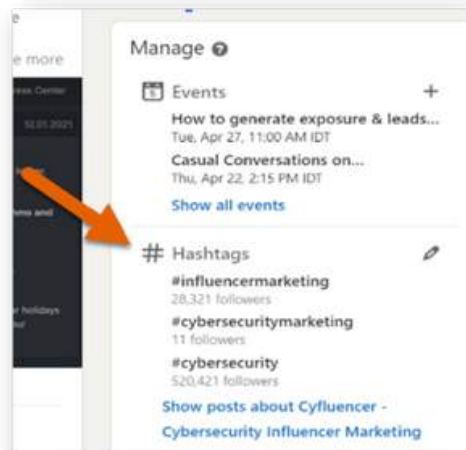 e more
ress Center
Manage
Events
How to generate exposure & leads...
Tue, Apr 27, 11:00 AM IDT
Casual Conversations on...
Thu, Apr 22, 2:15 PM IDT
Show all events
# Hashtags
#influencermarketing
28,321 followers
#cybersecuritymarketing
11 followers
#cybersecurity
520,421 followers
Show posts about Cyfluencer -
Cybersecurity Influencer Marketing